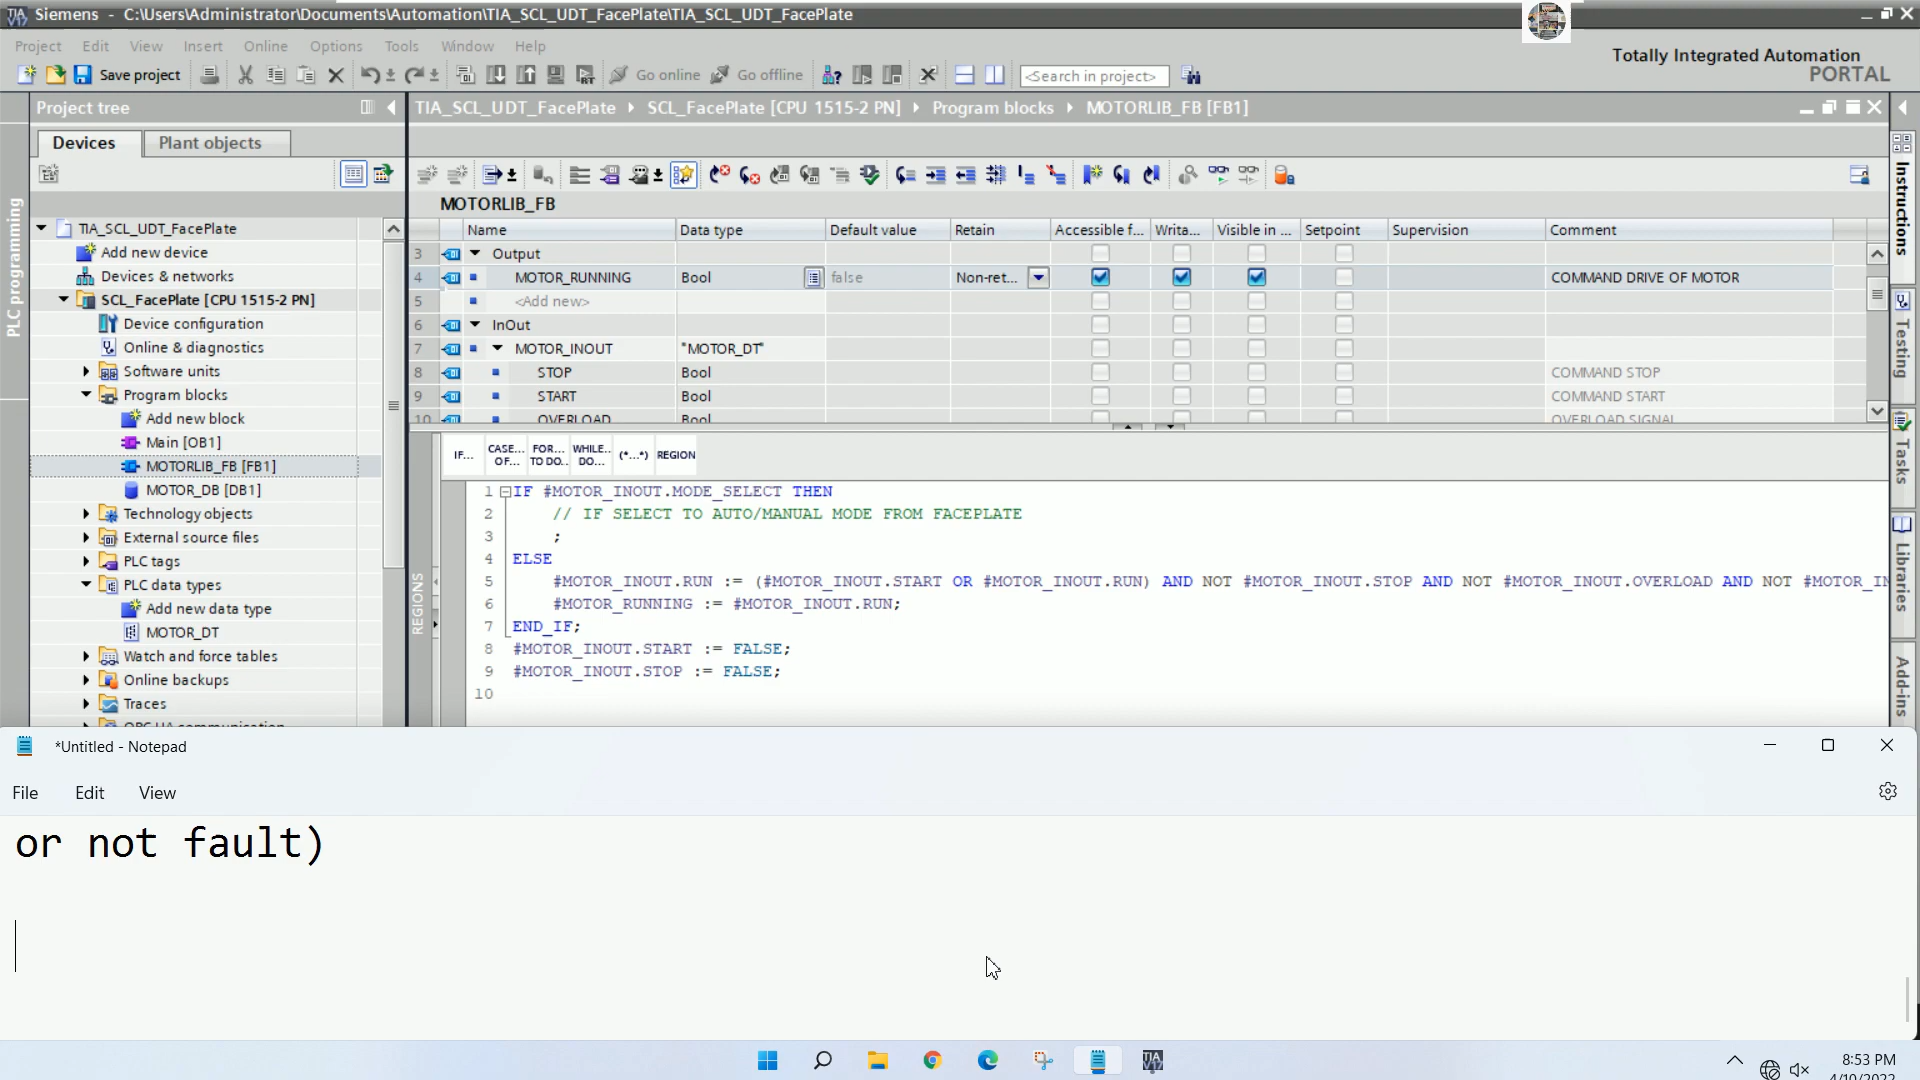 Siemens - C:\Users\Administrator\Documents\Automation\TIA_SCL_UDT_FacePlate\TIA_SCL_UDT_FacePlate
Project Edit View Insert Online Options Tools Window Help
Totally Integrated Automation
PORTAL
Save project
Go online
Go offline
<Search in project>
Project tree
TIA_SCL_UDT_FacePlate
SCL_FacePlate [CPU 1515-2 PN]
Program blocks
MOTORLIB_FB [FB1]
Devices
Plant objects
PLC programming
TIA_SCL_UDT_FacePlate
Add new device
Devices & networks
SCL_FacePlate [CPU 1515-2 PN]
Device configuration
Online & diagnostics
Software units
Program blocks
Add new block
Main [OB1]
MOTORLIB_FB [FB1]
MOTOR_DB [DB1]
Technology objects
External source files
PLC tags
PLC data types
Add new data type
MOTOR_DT
Watch and force tables
Online backups
Traces
MOTORLIB_FB
Name Data type Default value Retain Accessible f... Writa... Visible in ... Setpoint Supervision Comment
3 Output
4 MOTOR_RUNNING Bool false Non-ret... COMMAND DRIVE OF MOTOR
5 <Add new>
6 InOut
7 MOTOR_INOUT "MOTOR_DT"
8 STOP Bool COMMAND STOP
9 START Bool COMMAND START
10 OVERLOAD Bool OVERLOAD SIGNAL
IF... CASE... OF... FOR... TO DO... WHILE... DO... (*...*) REGION
REGIONS
1 IF #MOTOR_INOUT.MODE_SELECT THEN
2 // IF SELECT TO AUTO/MANUAL MODE FROM FACEPLATE
3 ;
4 ELSE
5 #MOTOR_INOUT.RUN := (#MOTOR_INOUT.START OR #MOTOR_INOUT.RUN) AND NOT #MOTOR_INOUT.STOP AND NOT #MOTOR_INOUT.OVERLOAD AND NOT #MOTOR_IN
6 #MOTOR_RUNNING := #MOTOR_INOUT.RUN;
7 END_IF;
8 #MOTOR_INOUT.START := FALSE;
9 #MOTOR_INOUT.STOP := FALSE;
10
Instructions
Testing
Tasks
Libraries
Add-ins
*Untitled - Notepad
File Edit View
or not fault)
8:53 PM
4/10/2022